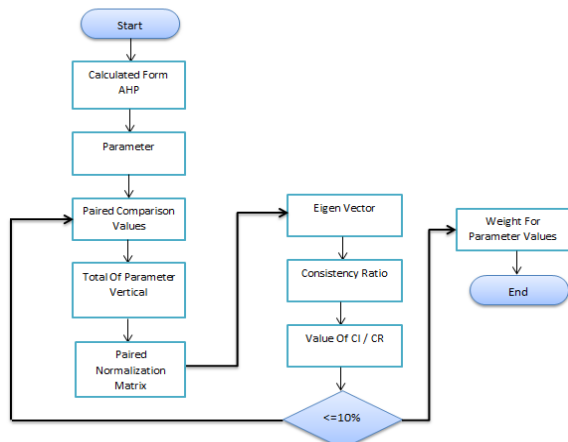 Start
Calculated Form
AHP
Parameter
Paired Comparison
Values
Total Of Parameter
Vertical
Paired
Normalization
Matrix
Eigen Vector
Consistency Ratio
Value Of CI / CR
<=10%
Weight For
Parameter Values
End